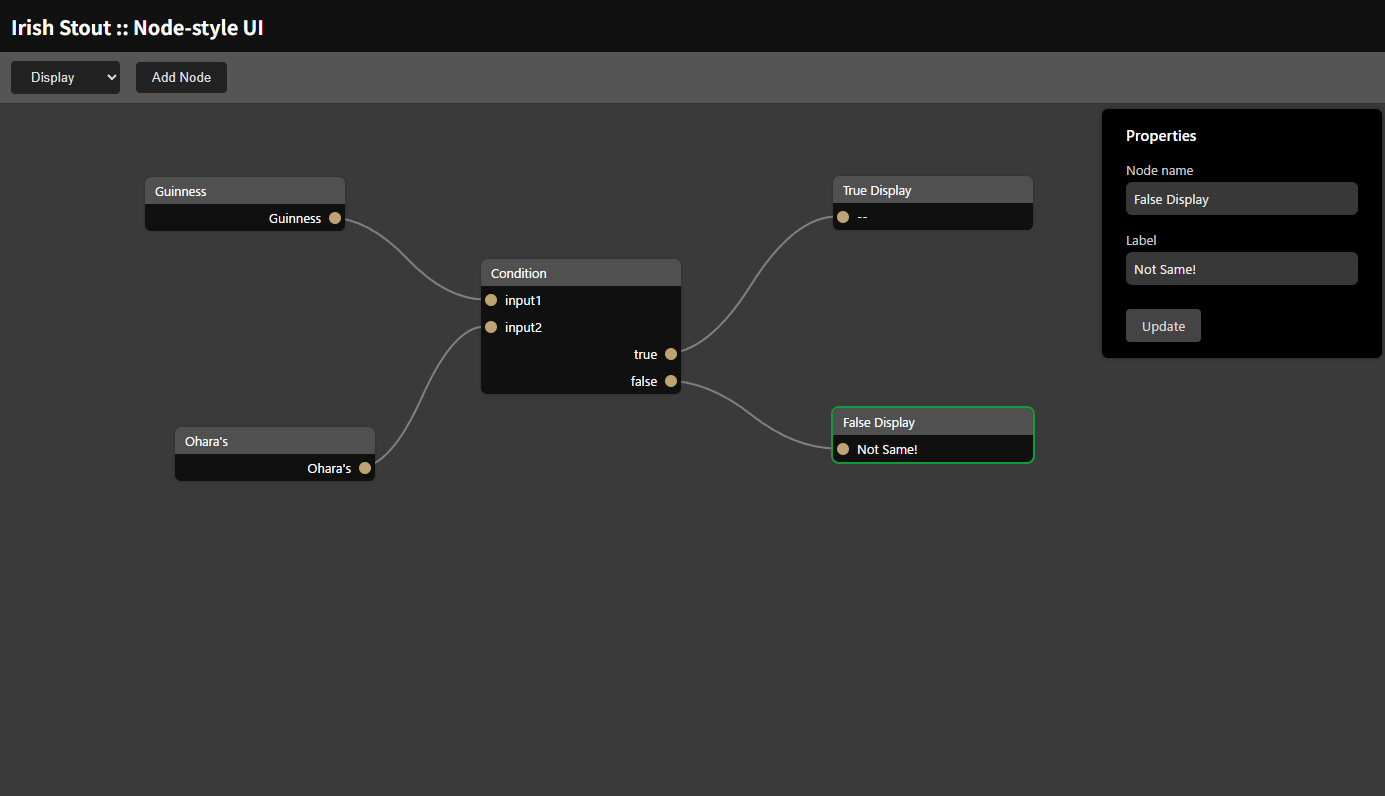 Irish Stout :: Node-style UI
Display
Add Node
Guinness
Guinness
Condition
input1
input2
true
false
Ohara's
Ohara's
True Display
--
False Display
Not Same!
Properties
Node name
False Display
Label
Not Same!
Update